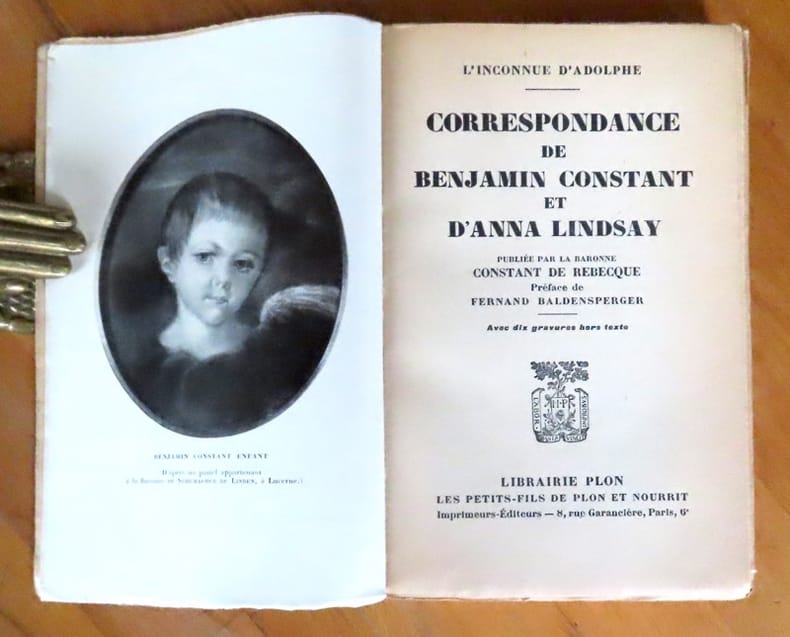 BENJAMIN CONSTANT ENFANT
D'après un pastel appartenant
à la Baronne de
à Lucerne.)
L'INCONNUE D'ADOLPHE
CORRESPONDANCE
DE
BENJAMIN CONSTANT
ET
D'ANNA LINDSAY
PUBLIÉE PAR LA BARONNE
CONSTANT DE REBECQUE
Préface de
FERNAND BALDENSPERGER
Avec dix gravures hors texte
LABOR
H·P
LIBRAIRIE PLON
LES PETITS-FILS DE PLON ET NOURRIT
Imprimeurs-Éditeurs — 8, rue Garancière, Paris, 6e